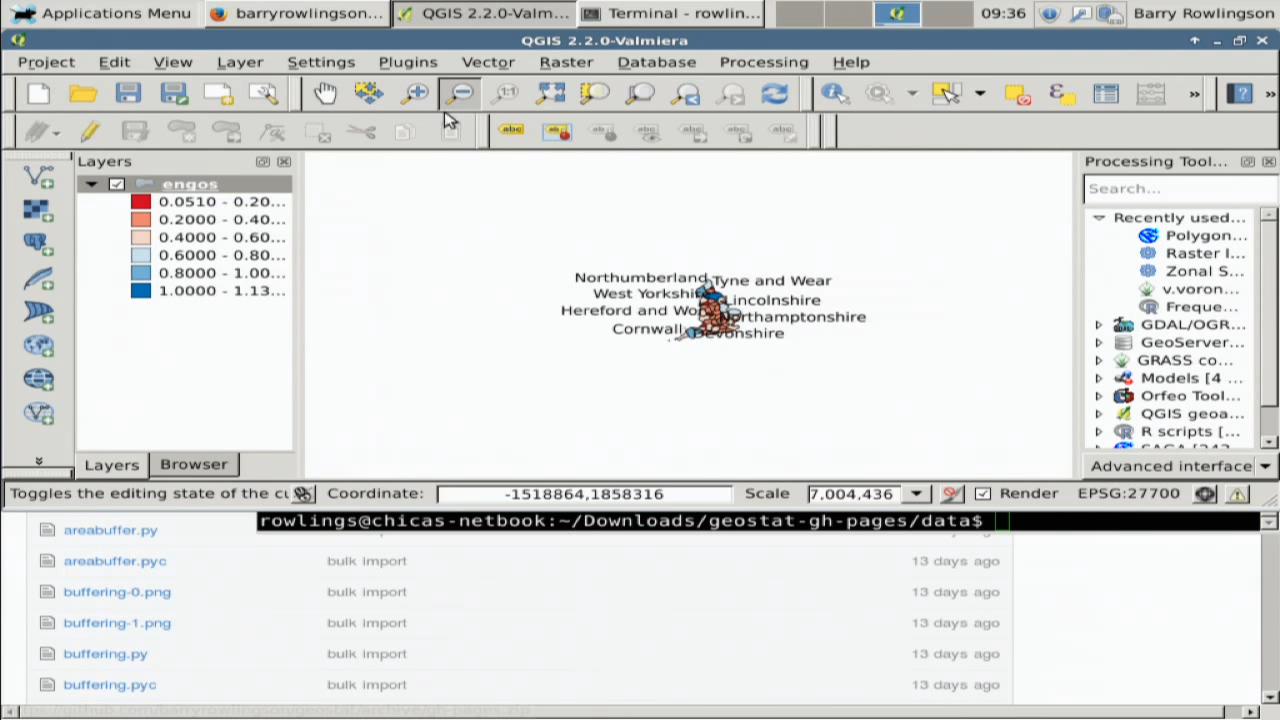 Applications Menu barryrowlingson... QGIS 2.2.0-Valm... Terminal - rowlin... 09:36 Barry Rowlingson
QGIS 2.2.0-Valmiera
Project Edit View Layer Settings Plugins Vector Raster Database Processing Help
Layers
engos
0.0510 - 0.20...
0.2000 - 0.40...
0.4000 - 0.60...
0.6000 - 0.80...
0.8000 - 1.00...
1.0000 - 1.13...
Layers Browser
Northumberland Tyne and Wear
West Yorkshi Lincolnshire
Hereford and Wo Northamptonshire
Cornwall Devonshire
Processing Tool...
Search...
Recently used...
Polygon...
Raster l...
Zonal S...
v.voron...
Freque...
GDAL/OGR...
GeoServer...
GRASS co...
Models [4 ...
Orfeo Tool...
QGIS geoa...
R scripts [...
Advanced interface
Toggles the editing state of the cu Coordinate: -1518864,1858316 Scale 7,004,436 Render EPSG:27700
rowlings@chicas-netbook:~/Downloads/geostat-gh-pages/data$
areabuffer.py
areabuffer.pyc bulk import 13 days ago
buffering-0.png bulk import 13 days ago
buffering-1.png bulk import 13 days ago
buffering.py bulk import 13 days ago
buffering.pyc bulk import 13 days ago